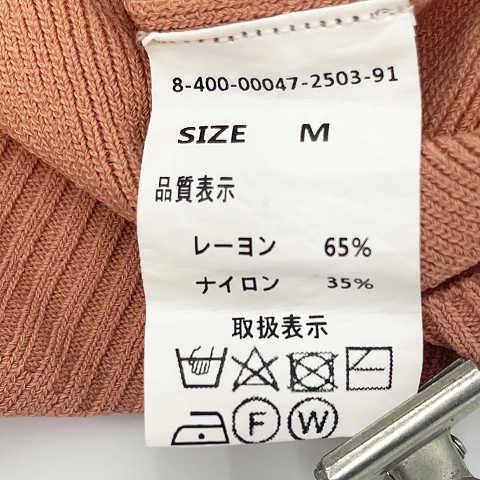 8-400-00047-2503-91
SIZE M
品質表示
レーヨン 65%
ナイロン 35%
取扱表示
F W